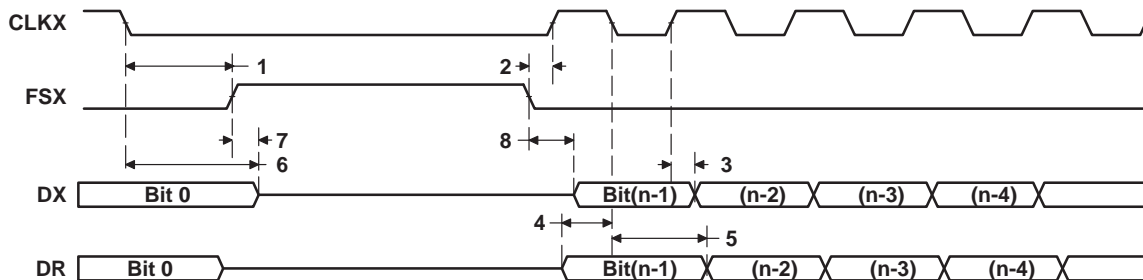 CLKX
1
2
FSX
7
8
6
3
DX
Bit 0
Bit(n-1)
(n-2)
(n-3)
(n-4)
4
5
DR
Bit 0
Bit(n-1)
(n-2)
(n-3)
(n-4)